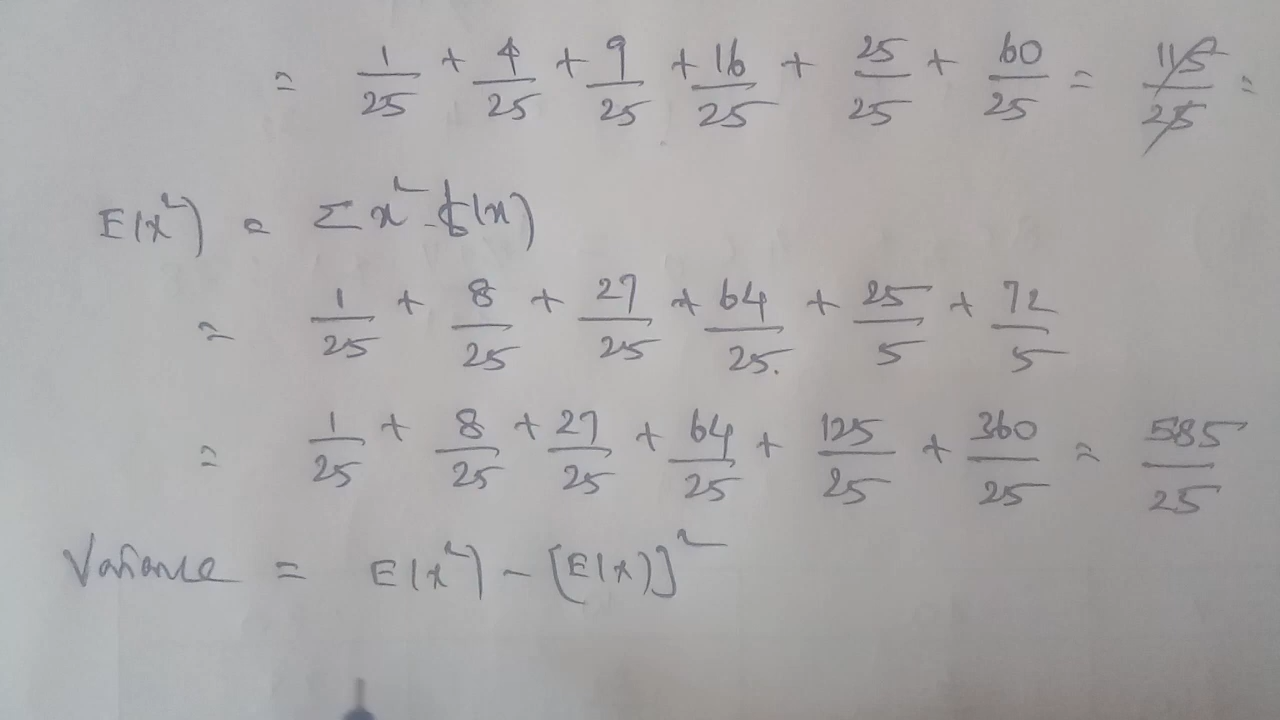 = 1/25 + 4/25 + 9/25 + 16/25 + 25/25 + 60/25 = 115/25 =
E(x²) = Σ x² f(x)
= 1/25 + 8/25 + 27/25 + 64/25 + 25/5 + 72/5
= 1/25 + 8/25 + 27/25 + 64/25 + 125/25 + 360/25 = 585/25
Variance = E(x²) - [E(x)]²